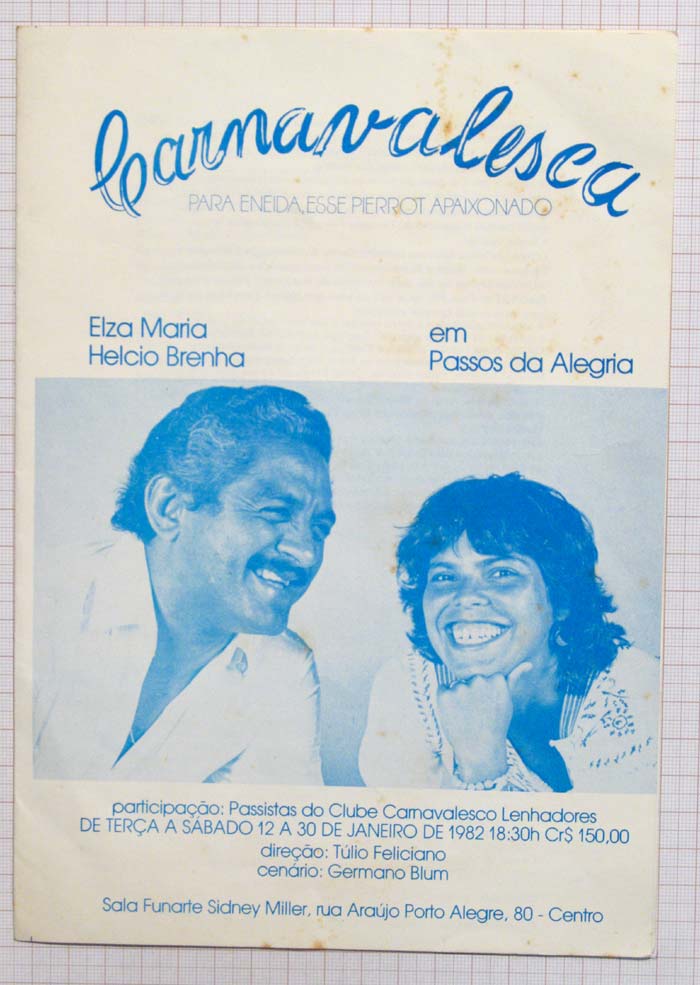 Carnavalesca
PARA ENEIDA, ESSE PIERROT APAIXONADO
Elza Maria
Helcio Brenha
em
Passos da Alegria
participação: Passistas do Clube Carnavalesco Lenhadores
DE TERÇA A SÁBADO 12 A 30 DE JANEIRO DE 1982 18:30h Cr$ 150,00
direção: Túlio Feliciano
cenário: Germano Blum
Sala Funarte Sidney Miller, rua Araújo Porto Alegre, 80 - Centro